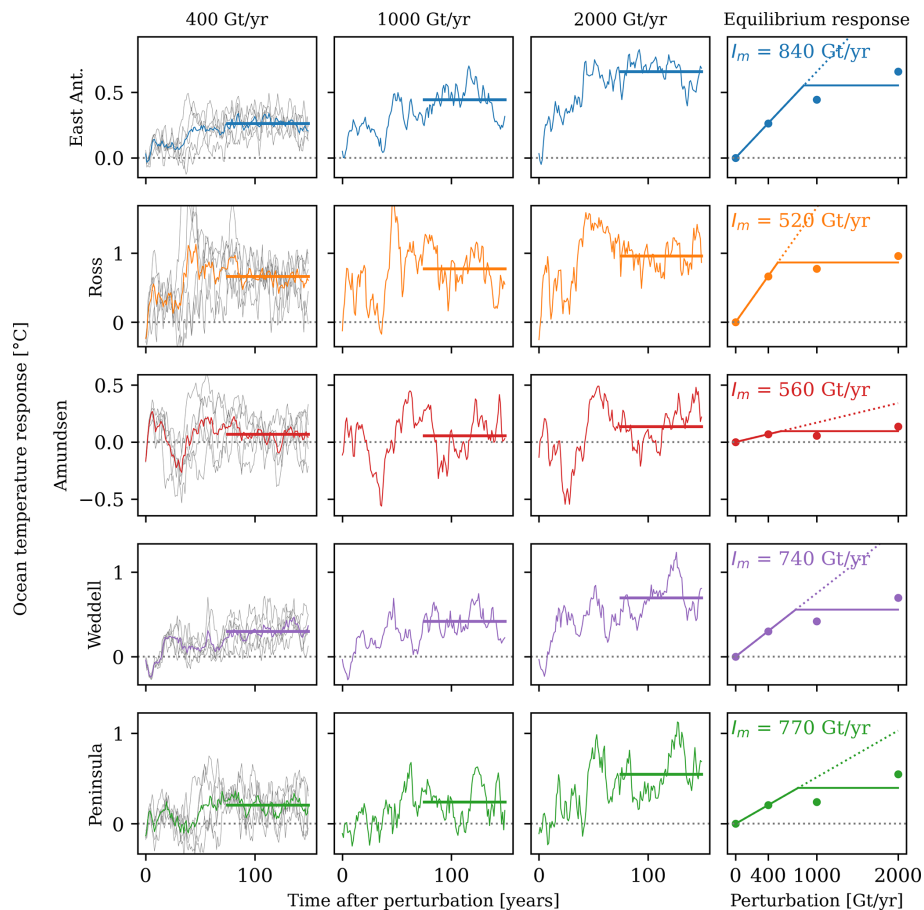 400 Gt/yr 1000 Gt/yr 2000 Gt/yr Equilibrium response
Ocean temperature response [°C]
East Ant.
0.5
0.0
I_m = 840 Gt/yr
Ross
1
0
I_m = 520 Gt/yr
Amundsen
0.5
0.0
−0.5
I_m = 560 Gt/yr
Weddell
1
0
I_m = 740 Gt/yr
Peninsula
1
0
I_m = 770 Gt/yr
0 100 0 100 0 100 0 400 1000 2000
Time after perturbation [years] Perturbation [Gt/yr]